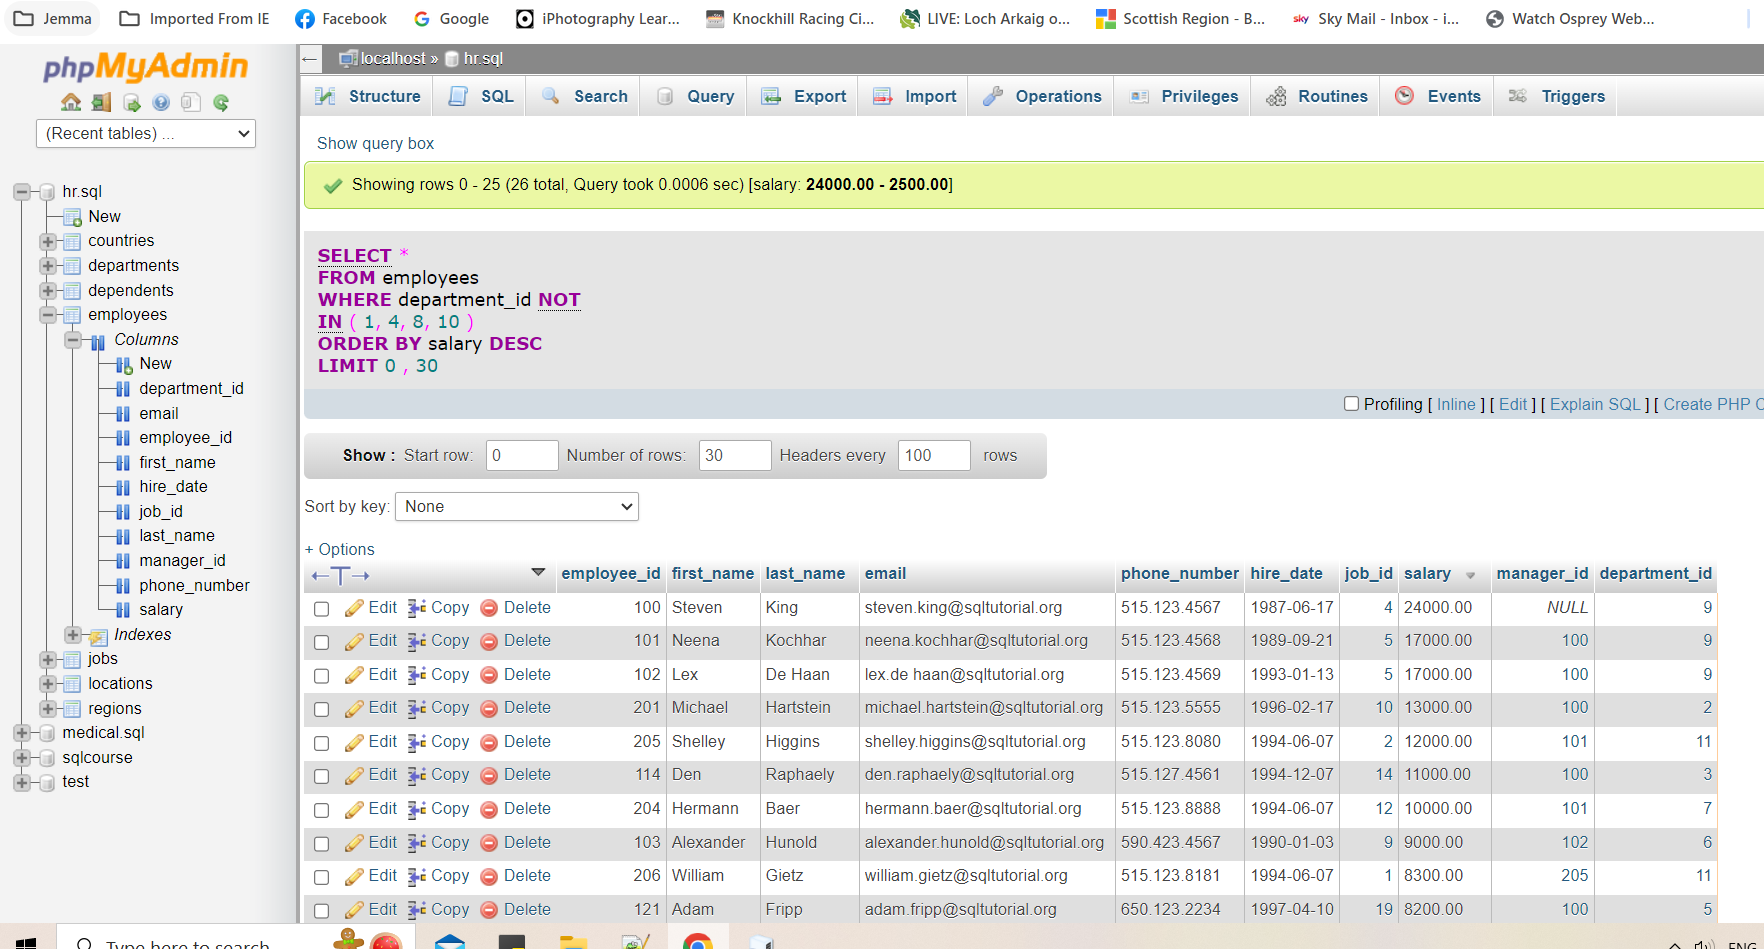 Jemma Imported From IE Facebook Google iPhotography Lear... Knockhill Racing Ci... LIVE: Loch Arkaig o... Scottish Region - B... sky Sky Mail - Inbox - i... Watch Osprey Web...
phpMyAdmin
(Recent tables) ...
hr.sql
New
countries
departments
dependents
employees
Columns
New
department_id
email
employee_id
first_name
hire_date
job_id
last_name
manager_id
phone_number
salary
Indexes
jobs
locations
regions
medical.sql
sqlcourse
test
localhost » hr.sql
Structure SQL Search Query Export Import Operations Privileges Routines Events Triggers
Show query box
Showing rows 0 - 25 (26 total, Query took 0.0006 sec) [salary: 24000.00 - 2500.00]
SELECT *
FROM employees
WHERE department_id NOT
IN ( 1, 4, 8, 10 )
ORDER BY salary DESC
LIMIT 0 , 30
Profiling [ Inline ] [ Edit ] [ Explain SQL ] [ Create PHP C
Show : Start row: 0 Number of rows: 30 Headers every 100 rows
Sort by key: None
+ Options
employee_id first_name last_name email phone_number hire_date job_id salary manager_id department_id
Edit Copy Delete 100 Steven King steven.king@sqltutorial.org 515.123.4567 1987-06-17 4 24000.00 NULL 9
Edit Copy Delete 101 Neena Kochhar neena.kochhar@sqltutorial.org 515.123.4568 1989-09-21 5 17000.00 100 9
Edit Copy Delete 102 Lex De Haan lex.de haan@sqltutorial.org 515.123.4569 1993-01-13 5 17000.00 100 9
Edit Copy Delete 201 Michael Hartstein michael.hartstein@sqltutorial.org 515.123.5555 1996-02-17 10 13000.00 100 2
Edit Copy Delete 205 Shelley Higgins shelley.higgins@sqltutorial.org 515.123.8080 1994-06-07 2 12000.00 101 11
Edit Copy Delete 114 Den Raphaely den.raphaely@sqltutorial.org 515.127.4561 1994-12-07 14 11000.00 100 3
Edit Copy Delete 204 Hermann Baer hermann.baer@sqltutorial.org 515.123.8888 1994-06-07 12 10000.00 101 7
Edit Copy Delete 103 Alexander Hunold alexander.hunold@sqltutorial.org 590.423.4567 1990-01-03 9 9000.00 102 6
Edit Copy Delete 206 William Gietz william.gietz@sqltutorial.org 515.123.8181 1994-06-07 1 8300.00 205 11
Edit Copy Delete 121 Adam Fripp adam.fripp@sqltutorial.org 650.123.2234 1997-04-10 19 8200.00 100 5
Type here to search ENG